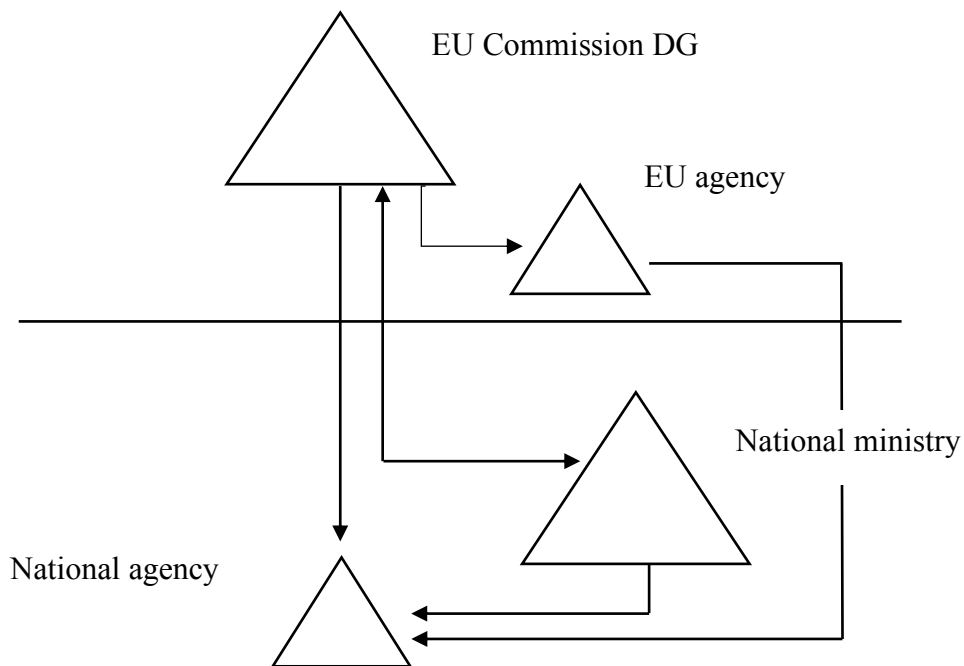 EU Commission DG
EU agency
National ministry
National agency